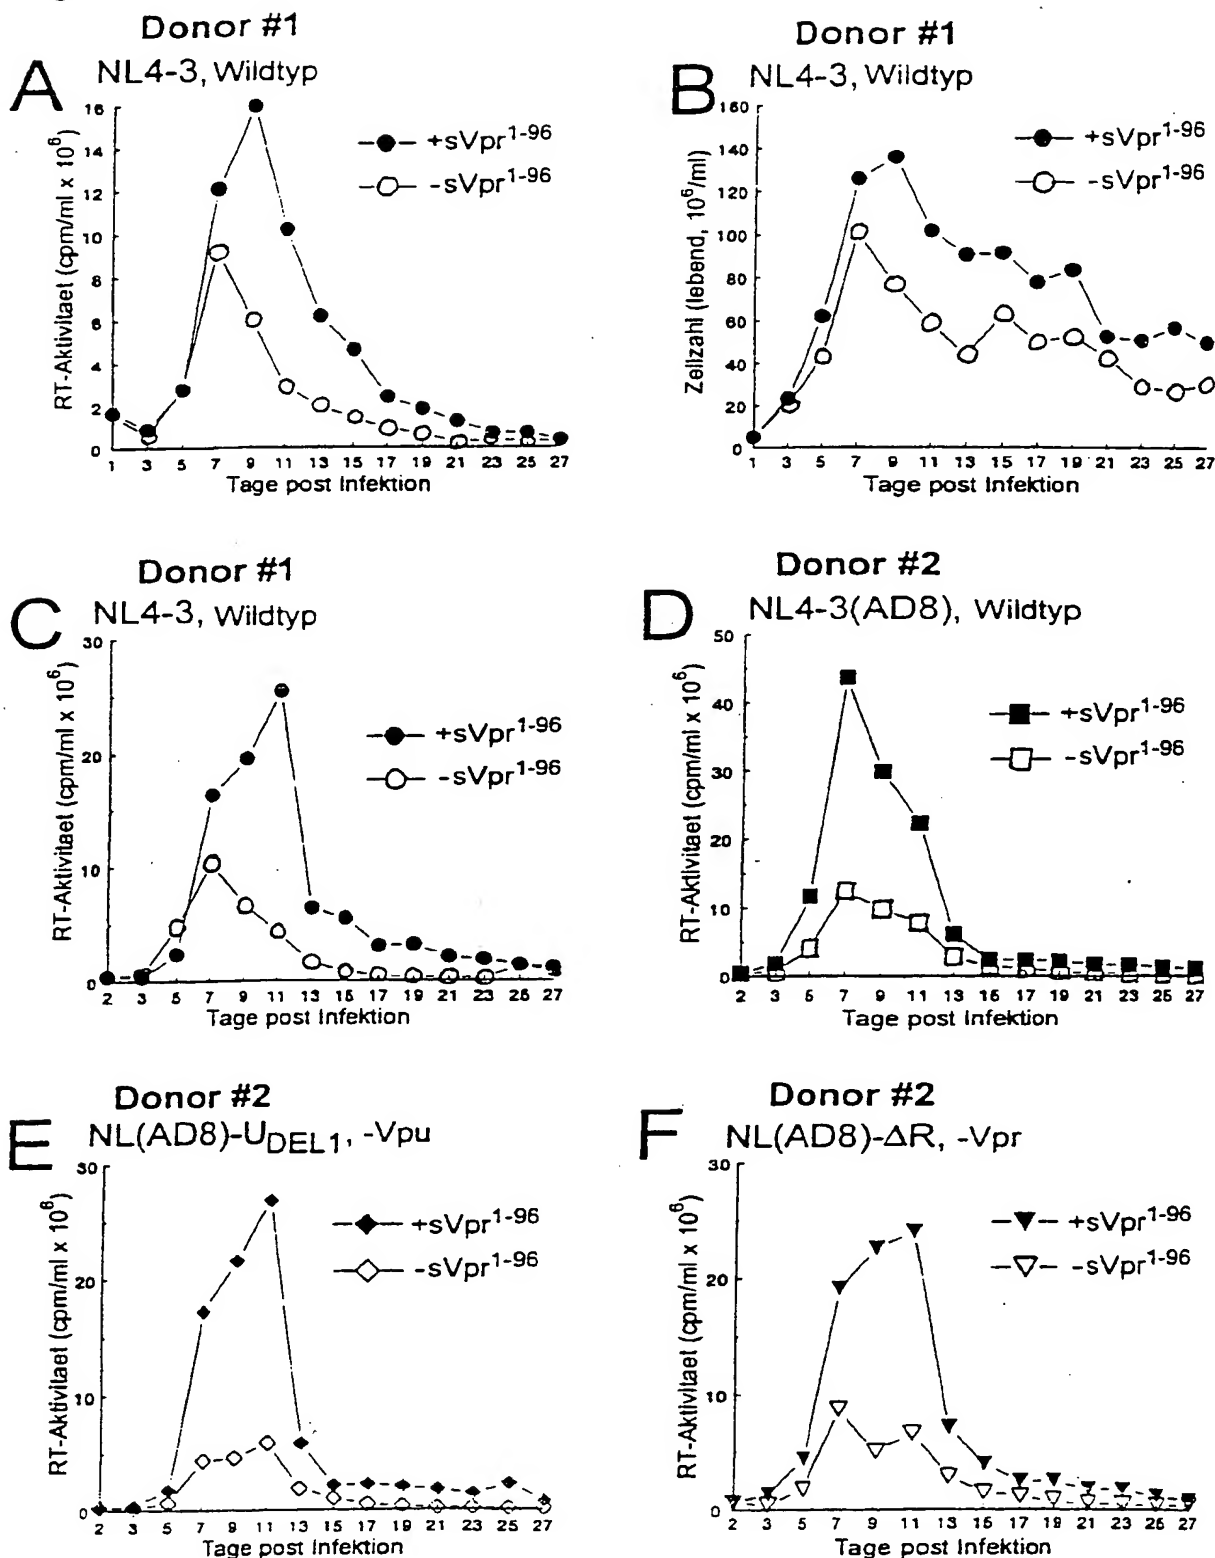 Donor #1
A NL4-3, Wildtyp
RT-Aktivitaet (cpm/ml x 10⁶)
16
14
12
10
8
6
4
2
0
+sVpr¹⁻⁹⁶
-sVpr¹⁻⁹⁶
1 3 5 7 9 11 13 15 17 19 21 23 25 27
Tage post Infektion
Donor #1
B NL4-3, Wildtyp
Zellzahl (lebend, 10⁶/ml)
160
140
120
100
80
60
40
20
0
+sVpr¹⁻⁹⁶
-sVpr¹⁻⁹⁶
1 3 5 7 9 11 13 15 17 19 21 23 25 27
Tage post Infektion
Donor #1
C NL4-3, Wildtyp
RT-Aktivitaet (cpm/ml x 10⁶)
30
20
10
0
+sVpr¹⁻⁹⁶
-sVpr¹⁻⁹⁶
2 3 5 7 9 11 13 15 17 19 21 23 25 27
Tage post Infektion
Donor #2
D NL4-3(AD8), Wildtyp
RT-Aktivitaet (cpm/ml x 10⁶)
50
40
30
20
10
0
+sVpr¹⁻⁹⁶
-sVpr¹⁻⁹⁶
2 3 5 7 9 11 13 15 17 19 21 23 25 27
Tage post Infektion
Donor #2
E NL(AD8)-U_DEL1, -Vpu
RT-Aktivitaet (cpm/ml x 10⁶)
30
20
10
0
+sVpr¹⁻⁹⁶
-sVpr¹⁻⁹⁶
2 3 5 7 9 11 13 15 17 19 21 23 25 27
Tage post Infektion
Donor #2
F NL(AD8)-ΔR, -Vpr
RT-Aktivitaet (cpm/ml x 10⁶)
30
20
10
0
+sVpr¹⁻⁹⁶
-sVpr¹⁻⁹⁶
2 3 5 7 9 11 13 15 17 19 21 23 25 27
Tage post Infektion